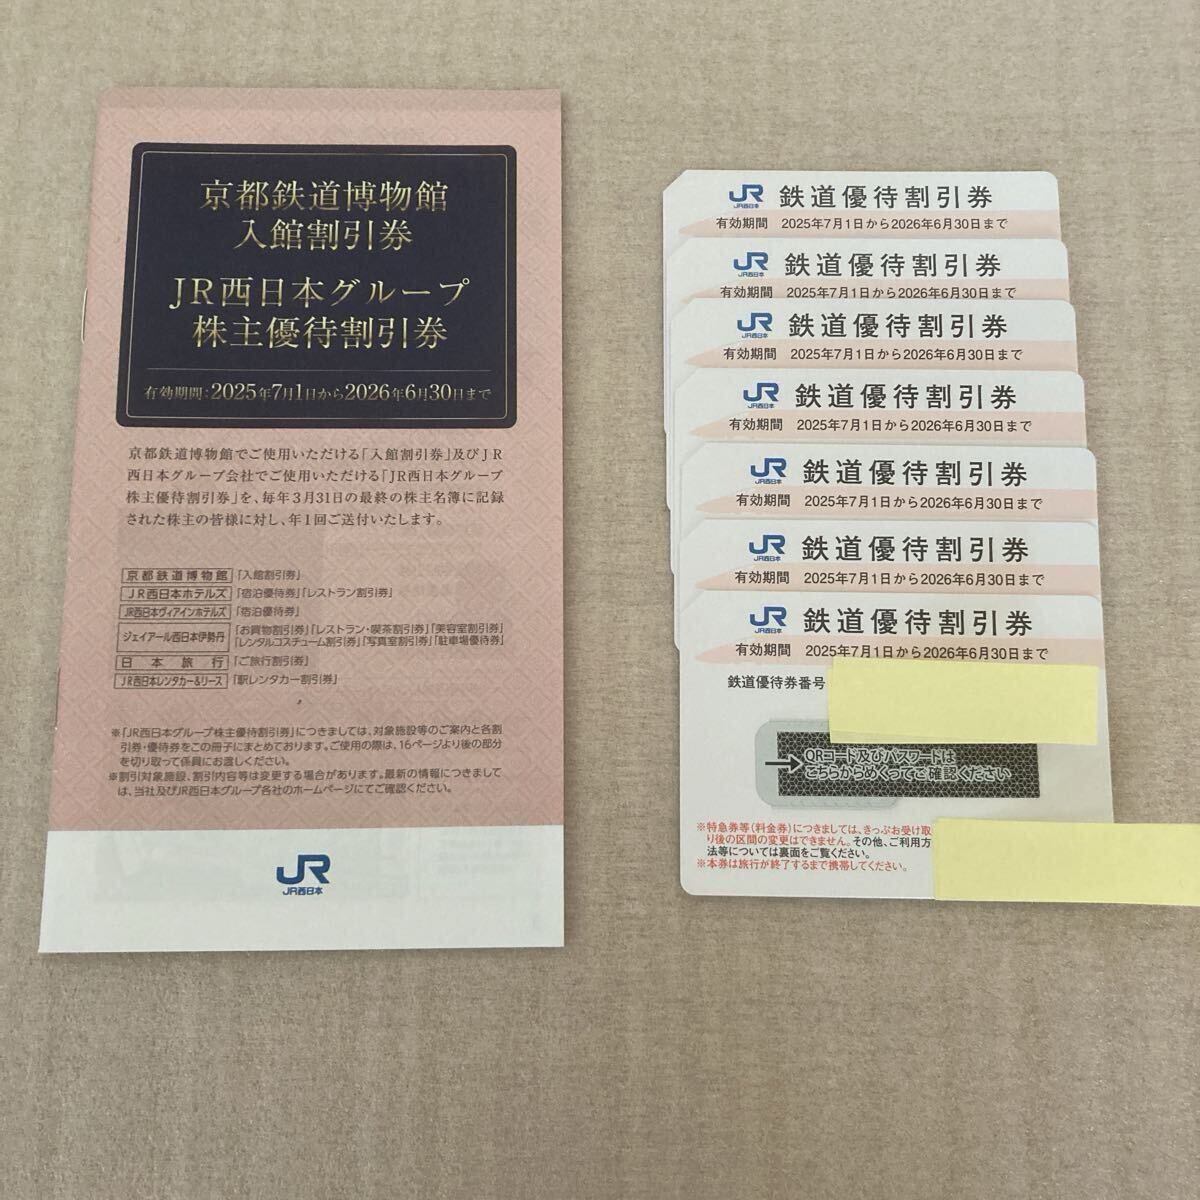 京都鉄道博物館
入館割引券
JR西日本グループ
株主優待割引券
有効期間:2025年7月1日から2026年6月30日まで
京都鉄道博物館でご使用いただける「入館割引券」及びJR
西日本グループ会社でご使用いただける「JR西日本グループ
株主優待割引券」を、毎年3月31日の最終の株主名簿に記録
された株主の皆様に対し、年1回ご送付いたします。
京都鉄道博物館 「入館割引券」
JR西日本ホテルズ 「宿泊優待券」「レストラン割引券」
JR西日本ヴィアインホテルズ 「宿泊優待券」
ジェイアール西日本伊勢丹 「お買物割引券」「レストラン・喫茶割引券」「美容室割引券」
「レンタルコスチューム割引券」「写真室割引券」「駐車場優待券」
日本旅行 「ご旅行割引券」
JR西日本レンタカー&リース 「駅レンタカー割引券」
※「JR西日本グループ株主優待割引券」につきましては、対象施設等のご案内と各割
引券・優待券をこの冊子にまとめております。ご使用の際は、16ページより後の部分
を切り取って係員にお渡しください。
※割引対象施設、割引内容等は変更する場合があります。最新の情報につきまして
は、当社及びJR西日本グループ各社のホームページにてご確認ください。
JR
JR西日本
JR
JR西日本
鉄道優待割引券
有効期間 2025年7月1日から2026年6月30日まで
JR
JR西日本
鉄道優待割引券
有効期間 2025年7月1日から2026年6月30日まで
JR
JR西日本
鉄道優待割引券
有効期間 2025年7月1日から2026年6月30日まで
JR
JR西日本
鉄道優待割引券
有効期間 2025年7月1日から2026年6月30日まで
JR
JR西日本
鉄道優待割引券
有効期間 2025年7月1日から2026年6月30日まで
JR
JR西日本
鉄道優待割引券
有効期間 2025年7月1日から2026年6月30日まで
JR
JR西日本
鉄道優待割引券
有効期間 2025年7月1日から2026年6月30日まで
鉄道優待券番号
QRコード及びパスワードは
こちらからめくってご確認ください
※特急券等(料金券)につきましては、きっぷお受け取
り後の区間の変更はできません。その他、ご利用方
法等については裏面をご覧ください。
※本券は旅行が終了するまで携帯してください。